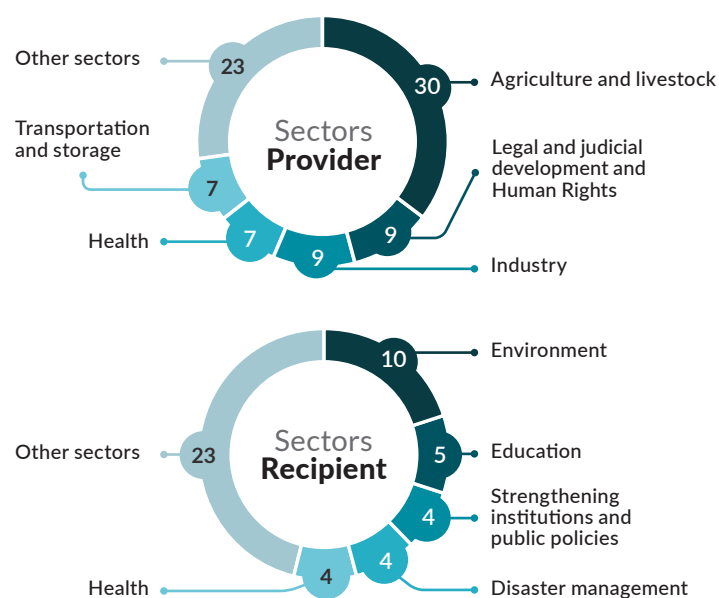 Other sectors
23
30
Agriculture and livestock
Transportation
and storage
Sectors
Provider
Legal and judicial
development and
Human Rights
7
Health
7
9
9
Industry
10
Environment
Other sectors
23
Sectors
Recipient
5
Education
4
Strengthening
institutions and
public policies
4
Disaster management
4
Health